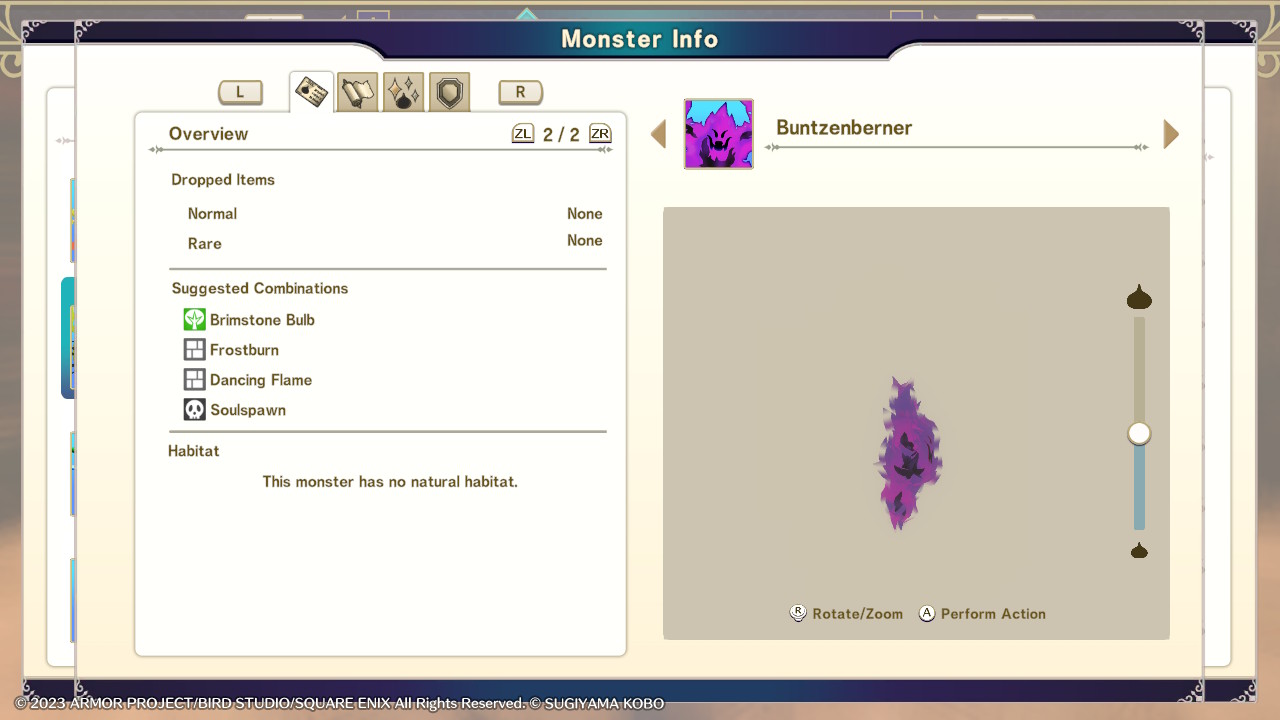 Monster Info
L
R
Overview
ZL 2 / 2 ZR
Dropped Items
Normal None
Rare None
Suggested Combinations
Brimstone Bulb
Frostburn
Dancing Flame
Soulspawn
Habitat
This monster has no natural habitat.
Buntzenberner
R Rotate/Zoom A Perform Action
© 2023 ARMOR PROJECT/BIRD STUDIO/SQUARE ENIX All Rights Reserved. © SUGIYAMA KOBO